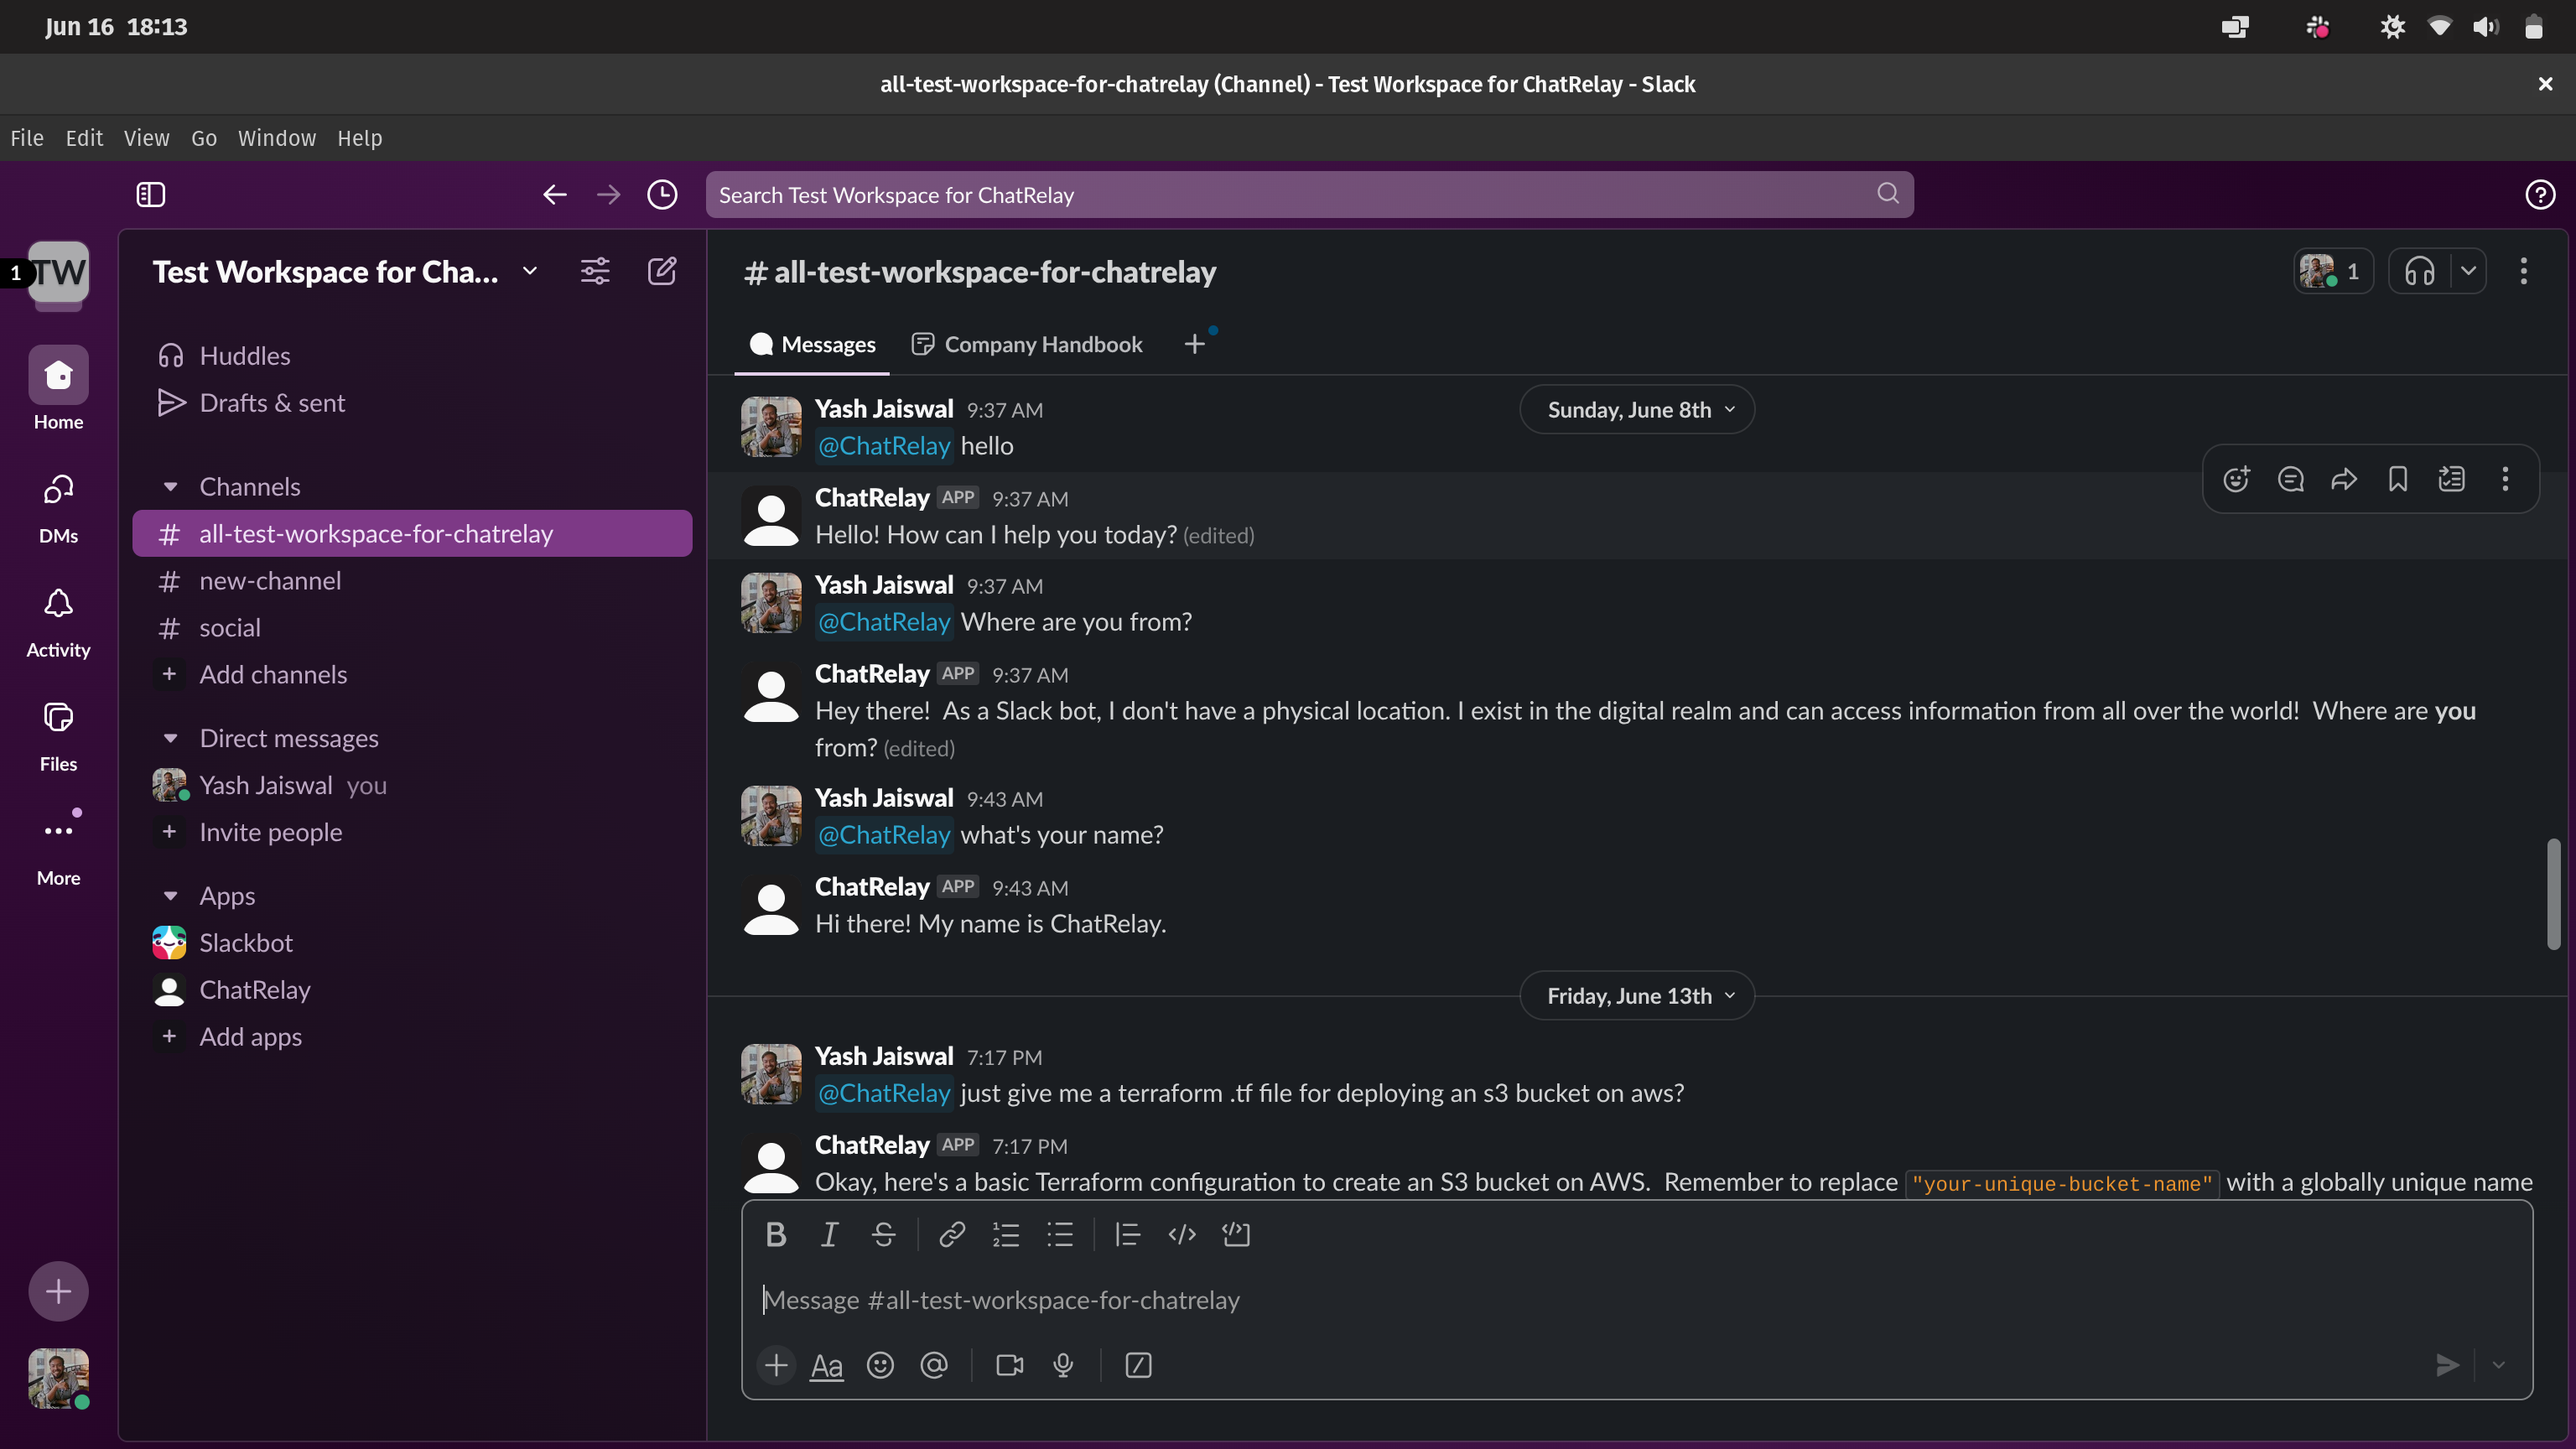 Jun 16 18:13
all-test-workspace-for-chatrelay (Channel) - Test Workspace for ChatRelay - Slack
File Edit View Go Window Help
Search Test Workspace for ChatRelay
1 TW
Home
DMs
Activity
Files
More
Test Workspace for Cha...
Huddles
Drafts & sent
Channels
# all-test-workspace-for-chatrelay
# new-channel
# social
+ Add channels
Direct messages
Yash Jaiswal you
+ Invite people
Apps
Slackbot
ChatRelay
+ Add apps
# all-test-workspace-for-chatrelay
1
Messages Company Handbook +
Sunday, June 8th
Yash Jaiswal 9:37 AM
@ChatRelay hello
ChatRelay APP 9:37 AM
Hello! How can I help you today? (edited)
Yash Jaiswal 9:37 AM
@ChatRelay Where are you from?
ChatRelay APP 9:37 AM
Hey there!  As a Slack bot, I don't have a physical location. I exist in the digital realm and can access information from all over the world!  Where are you
from? (edited)
Yash Jaiswal 9:43 AM
@ChatRelay what's your name?
ChatRelay APP 9:43 AM
Hi there! My name is ChatRelay.
Friday, June 13th
Yash Jaiswal 7:17 PM
@ChatRelay just give me a terraform .tf file for deploying an s3 bucket on aws?
ChatRelay APP 7:17 PM
Okay, here's a basic Terraform configuration to create an S3 bucket on AWS.  Remember to replace "your-unique-bucket-name" with a globally unique name
B I S
Message #all-test-workspace-for-chatrelay
+ Aa @